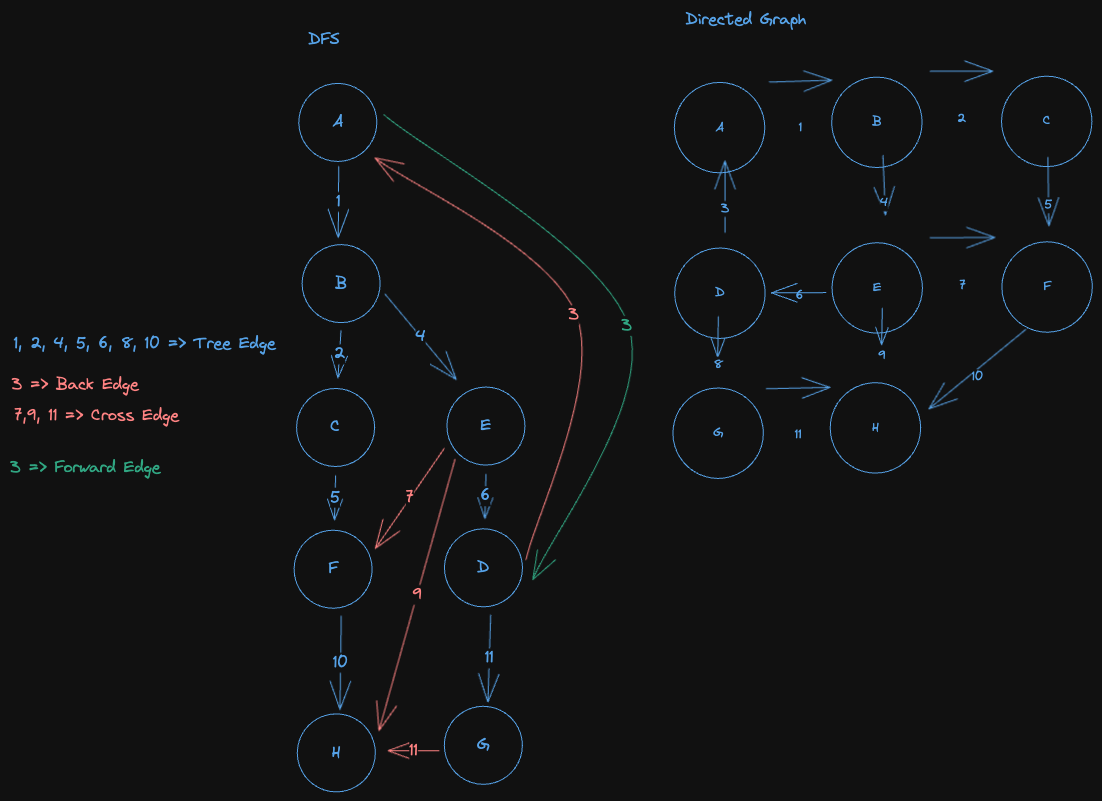 DFS
Directed Graph
A
A
B
C
1
2
1
3
4
5
B
D
E
F
6
7
3
3
4
2
8
9
10
1, 2, 4, 5, 6, 8, 10 => Tree Edge
3 => Back Edge
7,9, 11 => Cross Edge
3 => Forward Edge
C
E
G
H
11
5
7
6
F
D
9
10
11
H
11
G